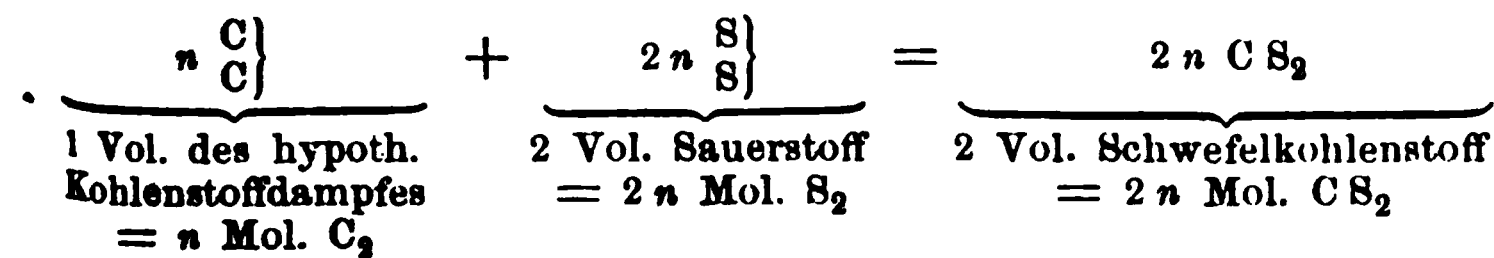 n C} + 2 n S} = 2 n C S₂
C} S}
1 Vol. des hypoth. 2 Vol. Sauerstoff 2 Vol. Schwefelkohlenstoff
Kohlenstoffdampfes = 2 n Mol. S₂ = 2 n Mol. C S₂
= n Mol. C₂